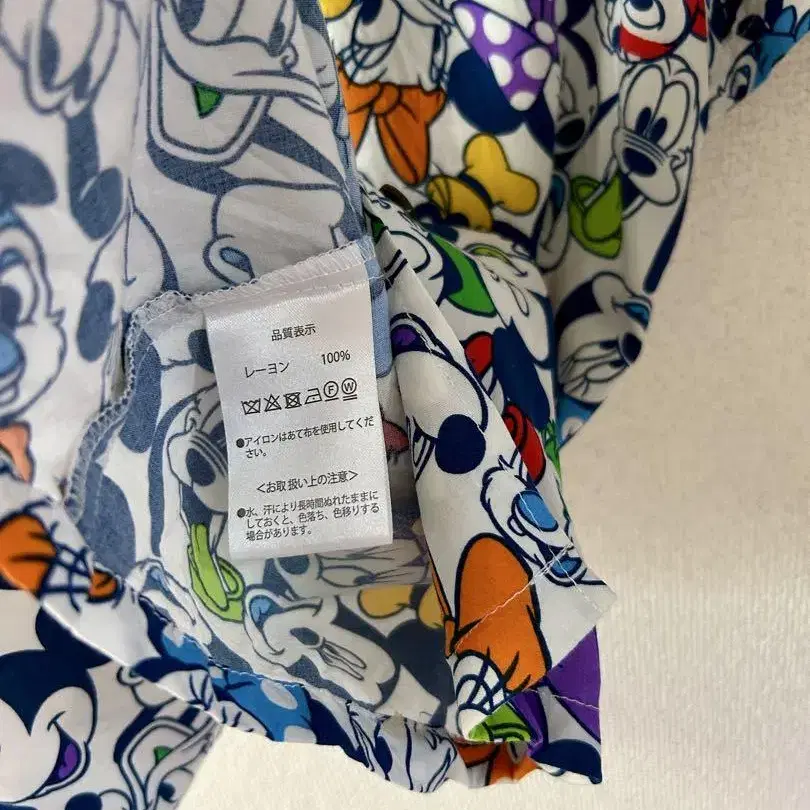 品質表示
レーヨン 100%
F W
●アイロンはあて布を使用してくだ
さい。
<お取扱い上の注意>
●水、汗により長時間ぬれたままに
しておくと、色落ち、色移りする
場合があります。